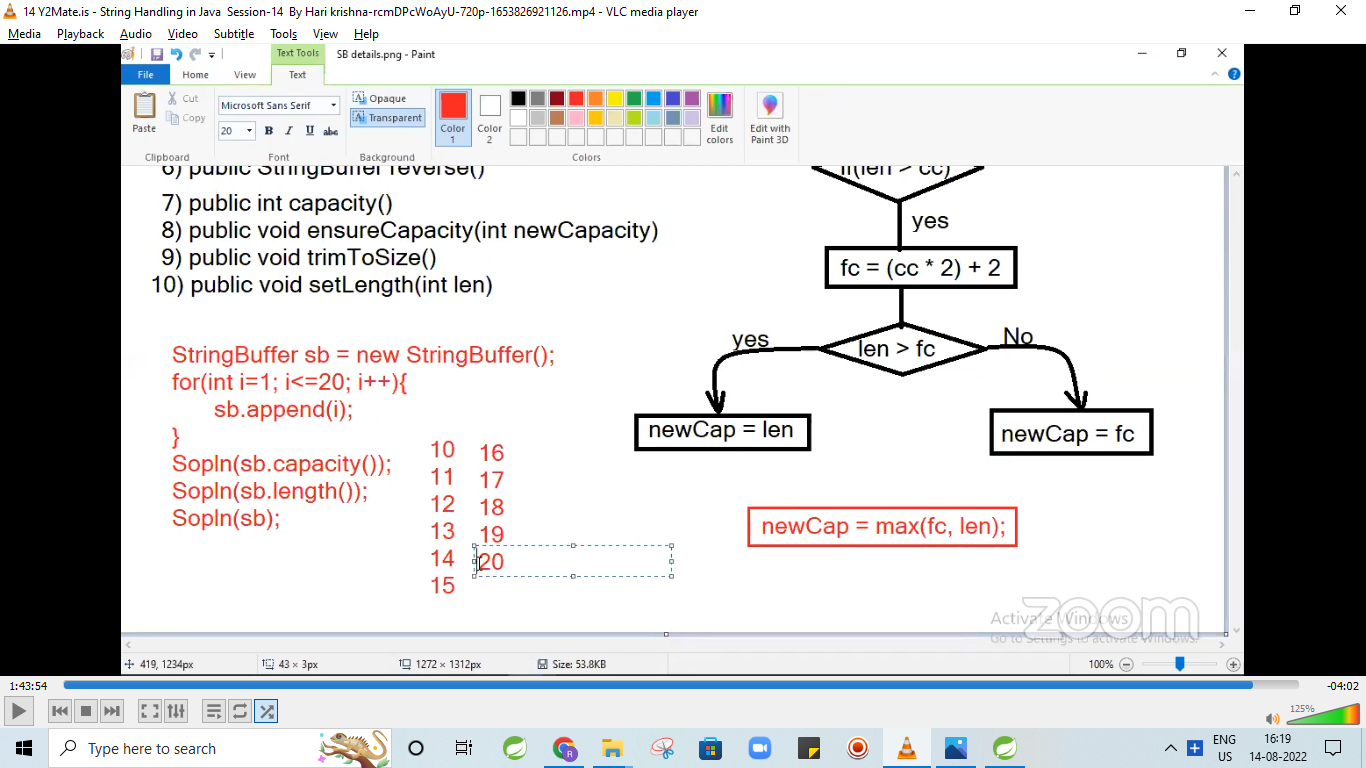 14 Y2Mate.is - String Handling in Java  Session-14  By Hari krishna-rcmDPcWoAyU-720p-1653826921126.mp4 - VLC media player
Media Playback Audio Video Subtitle Tools View Help
Text Tools
SB details.png - Paint
File Home View Text
Paste
Cut
Copy
Clipboard
Microsoft Sans Serif
20 B I U abc
Font
Opaque
Transparent
Background
Color 1
Color 2
Edit colors
Edit with Paint 3D
Colors
6) public StringBuffer reverse()
7) public int capacity()
8) public void ensureCapacity(int newCapacity)
9) public void trimToSize()
10) public void setLength(int len)
StringBuffer sb = new StringBuffer();
for(int i=1; i<=20; i++){
sb.append(i);
}
Sopln(sb.capacity());
Sopln(sb.length());
Sopln(sb);
10
11
12
13
14
15
16
17
18
19
20
if(len > cc)
yes
fc = (cc * 2) + 2
len > fc
yes
No
newCap = len
newCap = fc
newCap = max(fc, len);
Activate Windows
Go to Settings to activate Windows.
zoom
419, 1234px
43 × 3px
1272 × 1312px
Size: 53.8KB
100%
1:43:54
-04:02
125%
Type here to search
ENG
US
16:19
14-08-2022